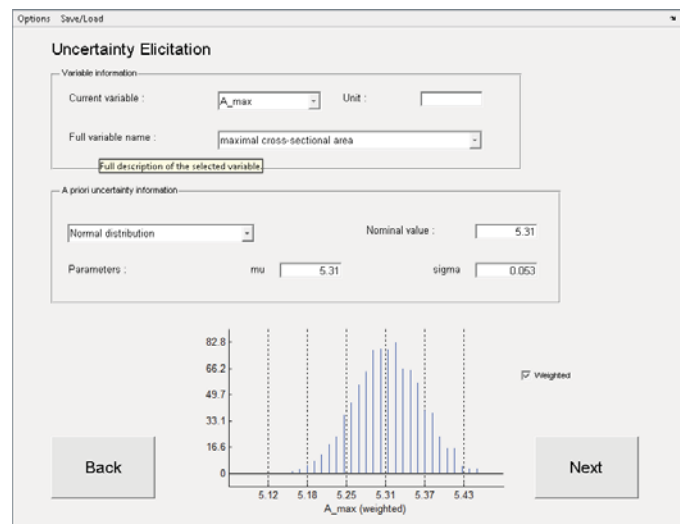 Options Save/Load
Uncertainty Elicitation
Variable information
Current variable : A_max Unit :
Full variable name : maximal cross-sectional area
Full description of the selected variable.
A priori uncertainty information
Normal distribution Nominal value : 5.31
Parameters : mu 5.31 sigma 0.053
82.8
66.2
Weighted
49.7
33.1
16.6
0
Back
Next
5.12 5.18 5.25 5.31 5.37 5.43
A_max (weighted)